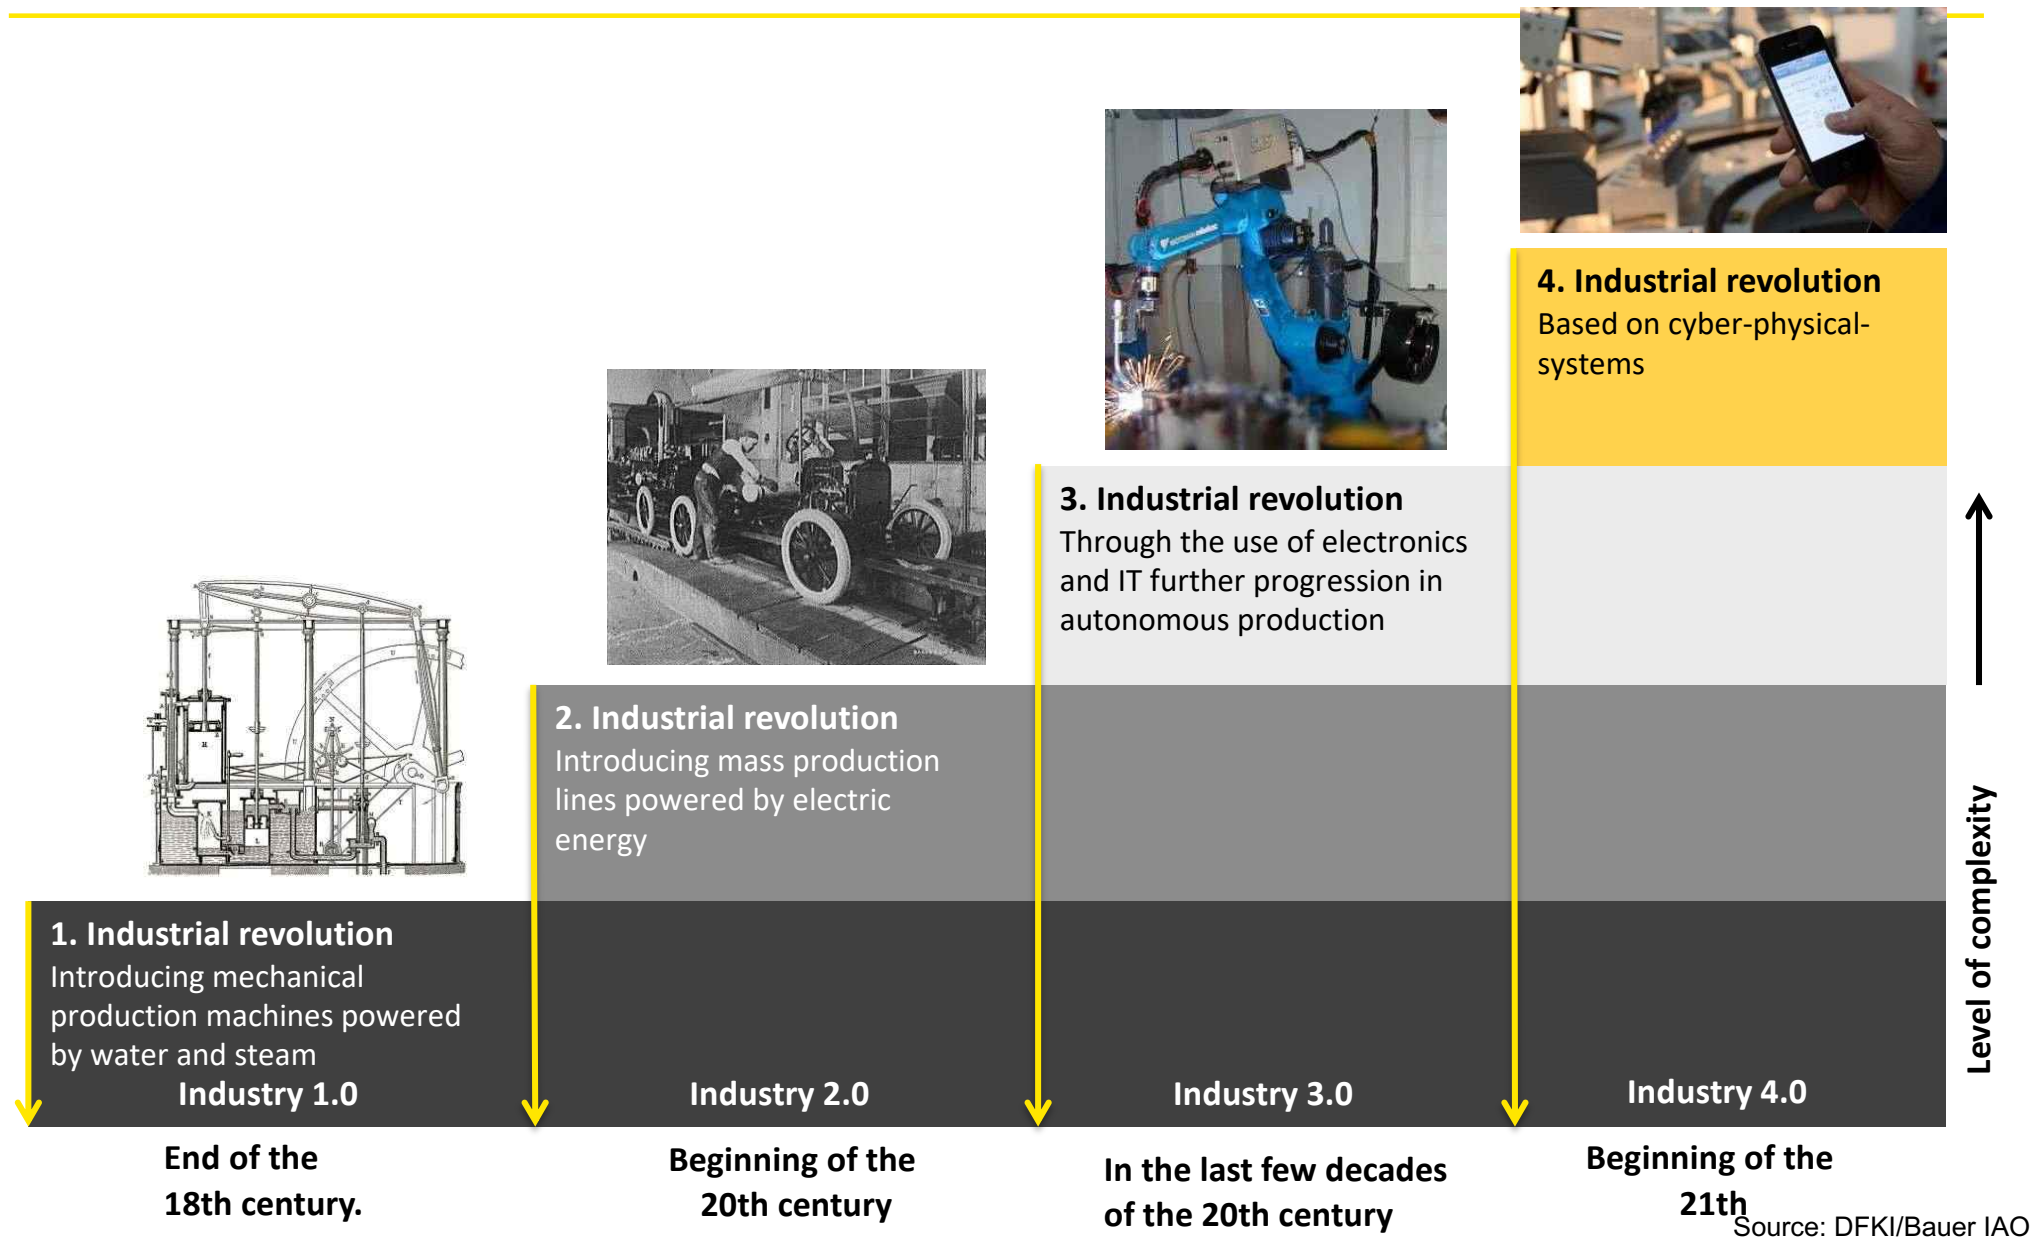 4. Industrial revolution
Based on cyber-physical-
systems
3. Industrial revolution
Through the use of electronics
and IT further progression in
autonomous production
2. Industrial revolution
Introducing mass production
lines powered by electric
energy
1. Industrial revolution
Introducing mechanical
production machines powered
by water and steam
Level of complexity
Industry 1.0
Industry 2.0
Industry 3.0
Industry 4.0
End of the
18th century.
Beginning of the
20th century
In the last few decades
of the 20th century
Beginning of the
21th
Source: DFKI/Bauer IAO